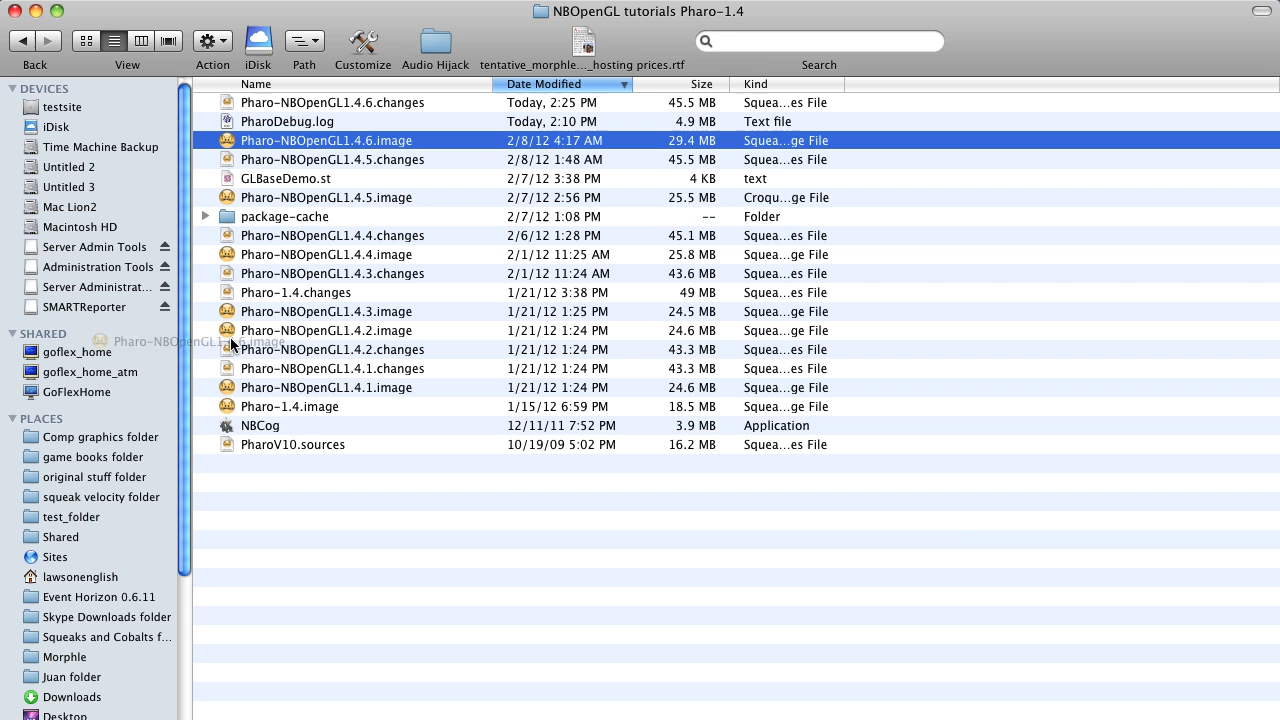 NBOpenGL tutorials Pharo-1.4
Back View Action iDisk Path Customize Audio Hijack tentative_morphle..._hosting prices.rtf Search
Name Date Modified Size Kind
DEVICES
testsite
iDisk
Time Machine Backup
Untitled 2
Untitled 3
Mac Lion2
Macintosh HD
Server Admin Tools
Administration Tools
Server Administrat...
SMARTReporter
SHARED
goflex_home
goflex_home_atm
GoFlexHome
PLACES
Comp graphics folder
game books folder
original stuff folder
squeak velocity folder
test_folder
Shared
Sites
lawsonenglish
Event Horizon 0.6.11
Skype Downloads folder
Squeaks and Cobalts f...
Morphle
Juan folder
Downloads
Desktop
Pharo-NBOpenGL1.4.6.changes Today, 2:25 PM 45.5 MB Squea...es File
PharoDebug.log Today, 2:10 PM 4.9 MB Text file
Pharo-NBOpenGL1.4.6.image 2/8/12 4:17 AM 29.4 MB Squea...ge File
Pharo-NBOpenGL1.4.5.changes 2/8/12 1:48 AM 45.5 MB Squea...es File
GLBaseDemo.st 2/7/12 3:38 PM 4 KB text
Pharo-NBOpenGL1.4.5.image 2/7/12 2:56 PM 25.5 MB Croqu...ge File
package-cache 2/7/12 1:08 PM -- Folder
Pharo-NBOpenGL1.4.4.changes 2/6/12 1:28 PM 45.1 MB Squea...es File
Pharo-NBOpenGL1.4.4.image 2/1/12 11:25 AM 25.8 MB Squea...ge File
Pharo-NBOpenGL1.4.3.changes 2/1/12 11:24 AM 43.6 MB Squea...es File
Pharo-1.4.changes 1/21/12 3:38 PM 49 MB Squea...es File
Pharo-NBOpenGL1.4.3.image 1/21/12 1:25 PM 24.5 MB Squea...ge File
Pharo-NBOpenGL1.4.2.image 1/21/12 1:24 PM 24.6 MB Squea...ge File
Pharo-NBOpenGL1.4.2.changes 1/21/12 1:24 PM 43.3 MB Squea...es File
Pharo-NBOpenGL1.4.1.changes 1/21/12 1:24 PM 43.3 MB Squea...es File
Pharo-NBOpenGL1.4.1.image 1/21/12 1:24 PM 24.6 MB Squea...ge File
Pharo-1.4.image 1/15/12 6:59 PM 18.5 MB Squea...ge File
NBCog 12/11/11 7:52 PM 3.9 MB Application
PharoV10.sources 10/19/09 5:02 PM 16.2 MB Squea...es File